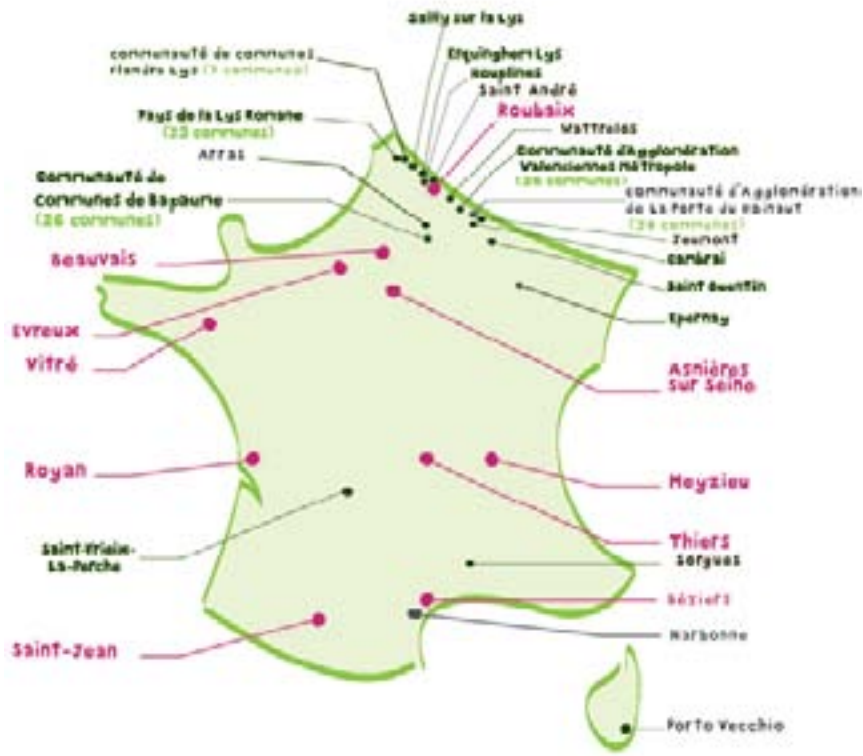 Sailly sur la Lys
communauté de communes
Flandre Lys (7 communes)
Erquinghem Lys
Houplines
Saint André
Roubaix
Pays de la Lys Romane
(23 communes)
Wattrelos
Arras
Communauté d'Agglomération
Valenciennes Métropole
Communauté de
Communes de Bapaume
(26 communes)
communauté d'Agglomération
de La Porte du Hainaut
Jeumont
Cambrai
Beauvais
Saint Quentin
Epernay
Evreux
Vitré
Asnières
sur Seine
Royan
Meyzieu
Thiers
Saint-Yrieix-
La-Perche
Sorgues
Béziers
Narbonne
Saint-Jean
Porto Vecchio